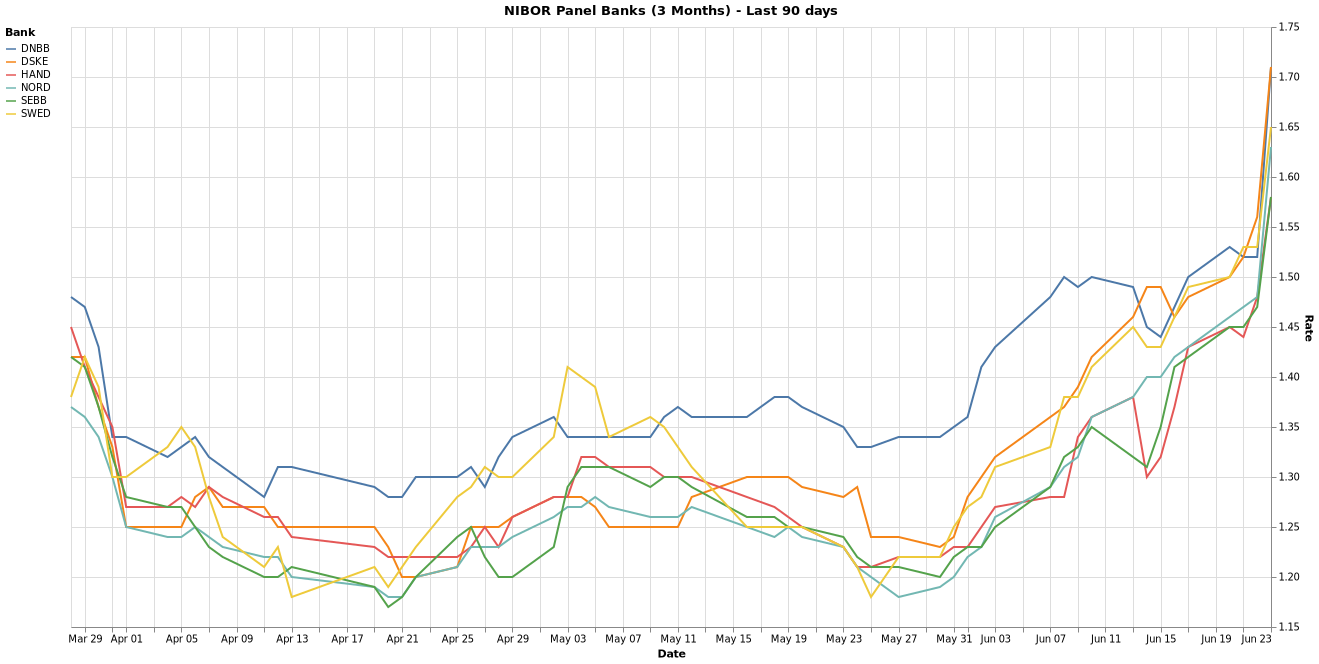 NIBOR Panel Banks (3 Months) - Last 90 days
Bank
DNBB
DSKE
HAND
NORD
SEBB
SWED
1.75
1.70
1.65
1.60
1.55
1.50
1.45
1.40
1.35
1.30
1.25
1.20
1.15
Rate
Mar 29 Apr 01 Apr 05 Apr 09 Apr 13 Apr 17 Apr 21 Apr 25 Apr 29 May 03 May 07 May 11 May 15 May 19 May 23 May 27 May 31 Jun 03 Jun 07 Jun 11 Jun 15 Jun 19 Jun 23
Date